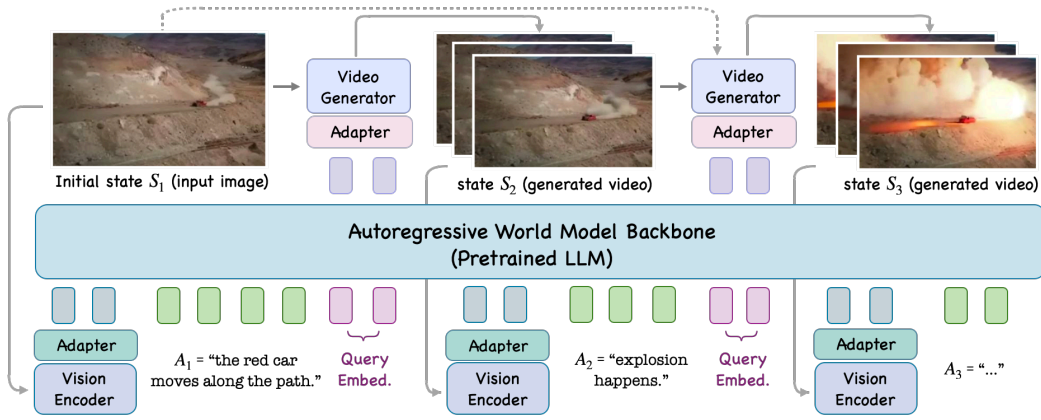 Video
Generator
Adapter
Initial state S₁ (input image)
state S₂ (generated video)
Video
Generator
Adapter
state S₃ (generated video)
Autoregressive World Model Backbone
(Pretrained LLM)
Adapter
Vision
Encoder
A₁ = “the red car
moves along the path.”
Query
Embed.
Adapter
Vision
Encoder
A₂ = “explosion
happens.”
Query
Embed.
Adapter
Vision
Encoder
A₃ = “...”